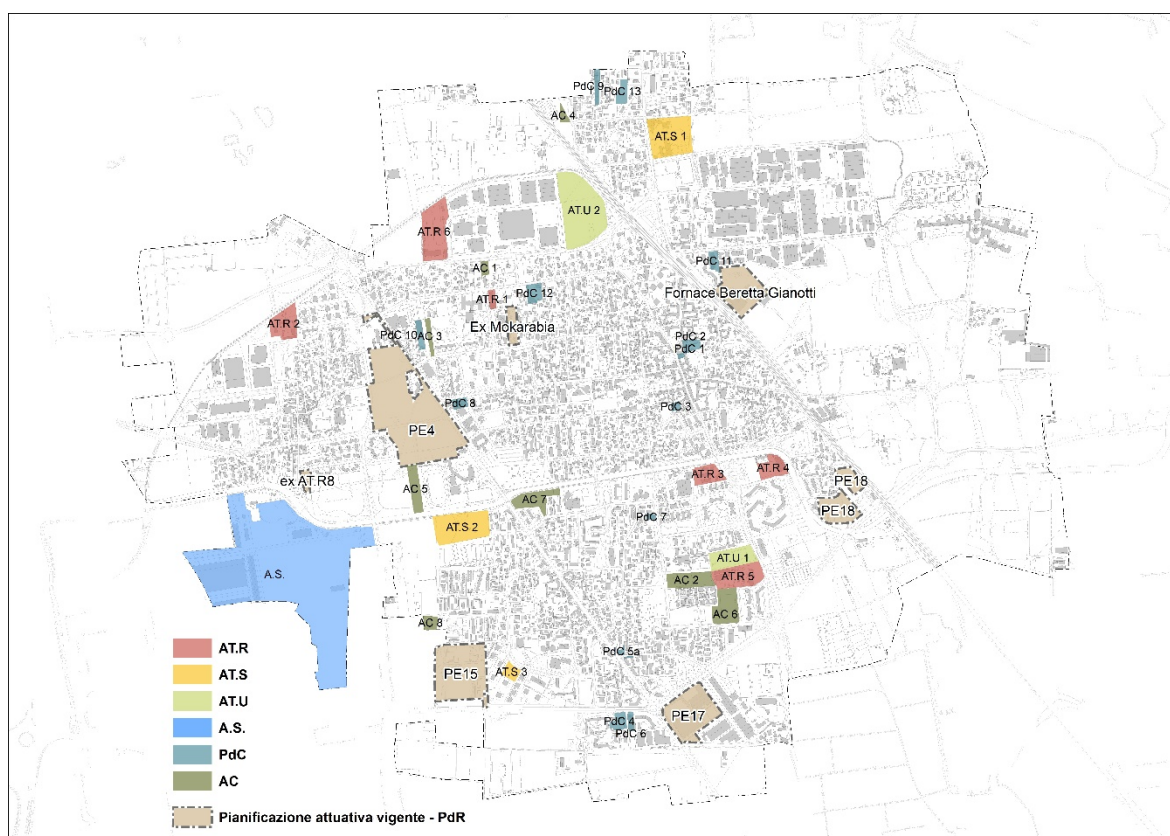 PdC 9
PdC 13
AC 4
AT.S 1
AT.U 2
AT.R 6
AC 1
PdC 11
AT.R 1
PdC 12
Fornace Beretta Gianotti
AT.R 2
Ex Mokarabia
PdC 10
AC 3
PdC 2
PdC 1
PdC 8
PdC 3
PE4
AT.R 3
AT.R 4
ex AT.R8
AC 5
AC 7
PE18
PE18
AT.S 2
PdC 7
AT.U 1
A.S.
AC 2
AT.R 5
AC 6
AC 8
PdC 5a
PE15
AT.S 3
PE17
PdC 4
PdC 6
AT.R
AT.S
AT.U
A.S.
PdC
AC
Pianificazione attuativa vigente - PdR